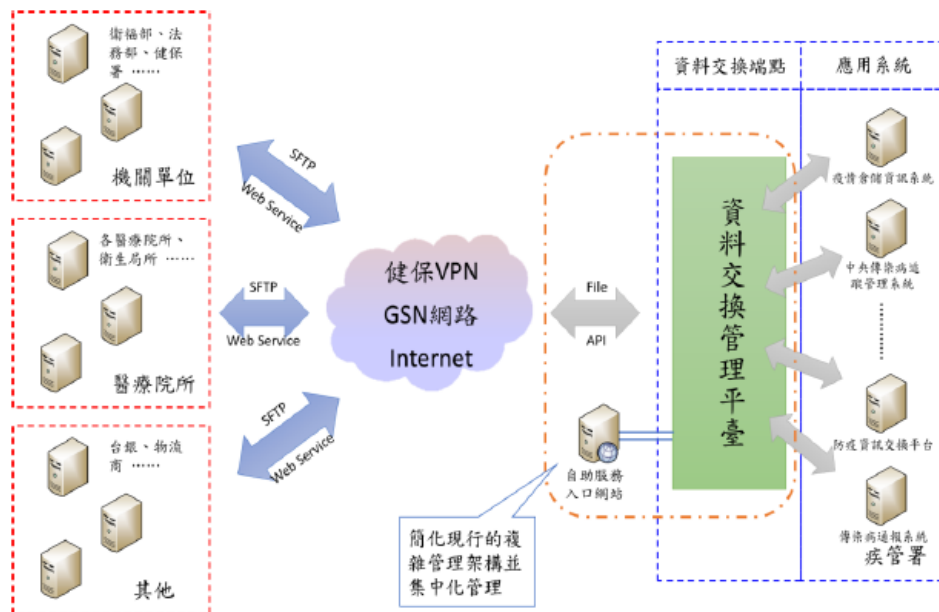 衛福部、法
務部、健保
署 ……
機關單位
各醫療院所、
衛生局所 ……
醫療院所
台銀、物流
商 ……
其他
SFTP
Web Service
SFTP
Web Service
SFTP
Web Service
健保VPN
GSN網路
Internet
File
API
自助服務
入口網站
簡化現行的複
雜管理架構並
集中化管理
資料交換端點
資料交換管理平臺
應用系統
疫情倉儲資訊系統
中央傳染病追
蹤管理系統
防疫資訊交換平台
傳染病通報系統
疾管署